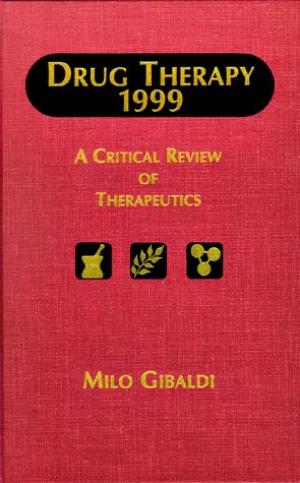 DRUG THERAPY
1999
A CRITICAL REVIEW
OF
THERAPEUTICS
MILO GIBALDI